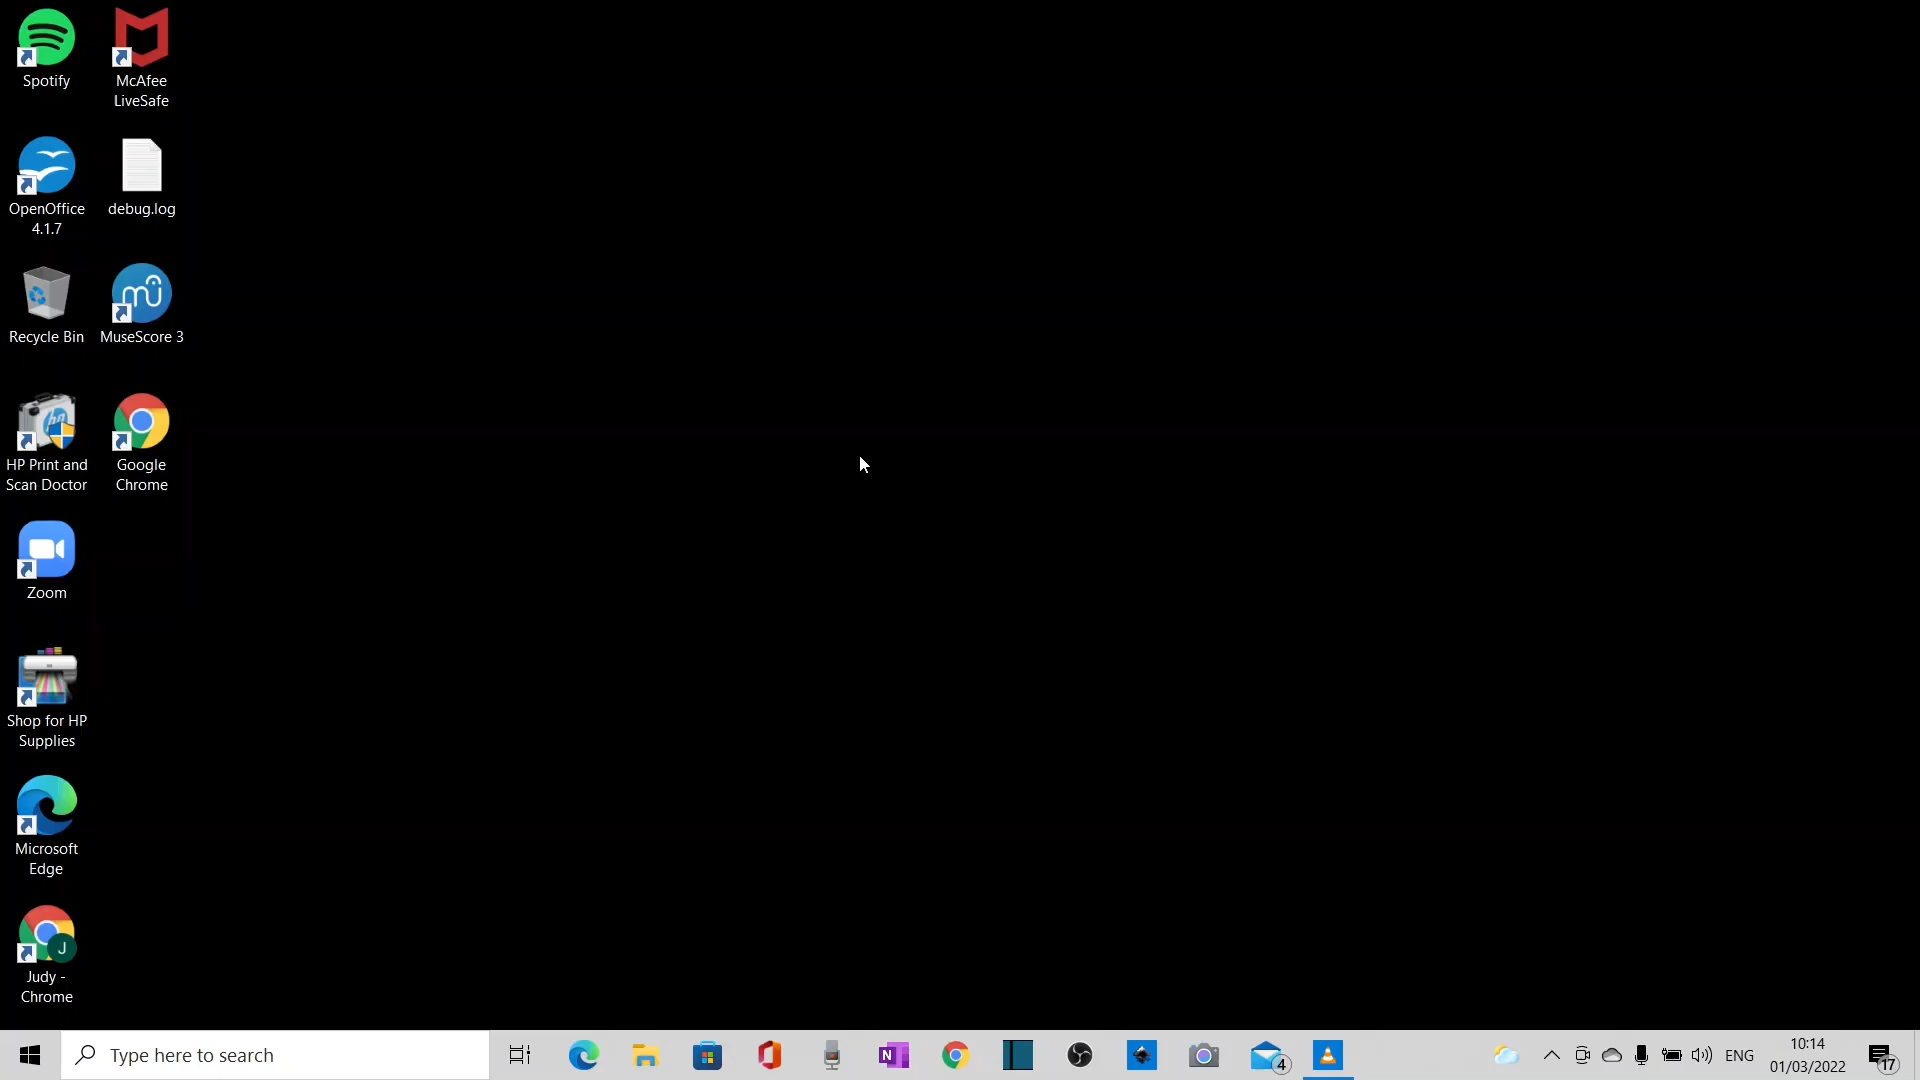 Spotify
McAfee
LiveSafe
OpenOffice
4.1.7
debug.log
Recycle Bin
MuseScore 3
HP Print and
Scan Doctor
Google
Chrome
Zoom
Shop for HP
Supplies
Microsoft
Edge
J
Judy -
Chrome
Type here to search
N
4
ENG
10:14
01/03/2022
17